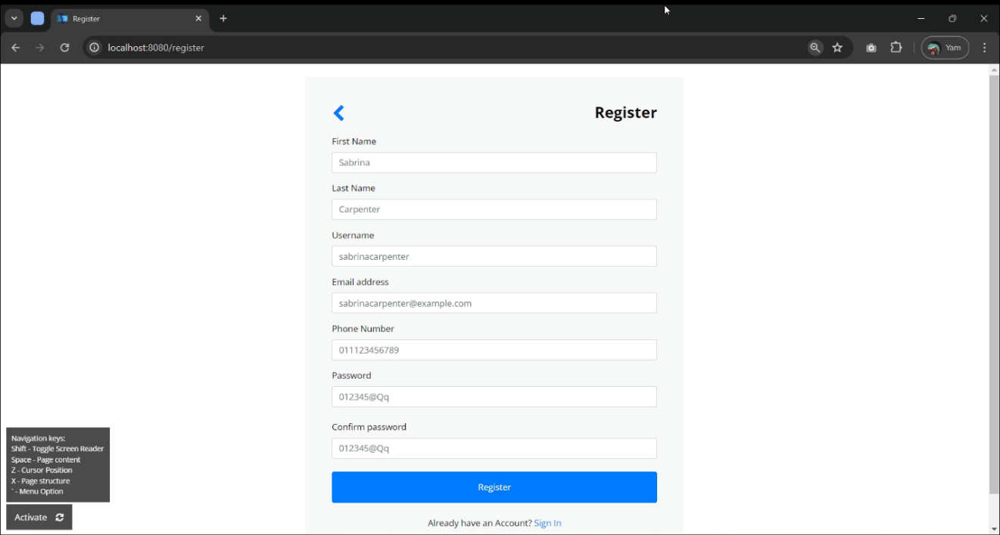 Register
localhost:8080/register
Yam
Register
First Name
Sabrina
Last Name
Carpenter
Username
sabrinacarpenter
Email address
sabrinacarpenter@example.com
Phone Number
011123456789
Password
012345@Qq
Confirm password
012345@Qq
Register
Already have an Account? Sign In
Navigation keys:
Shift - Toggle Screen Reader
Space - Page content
Z - Cursor Position
X - Page structure
` - Menu Option
Activate